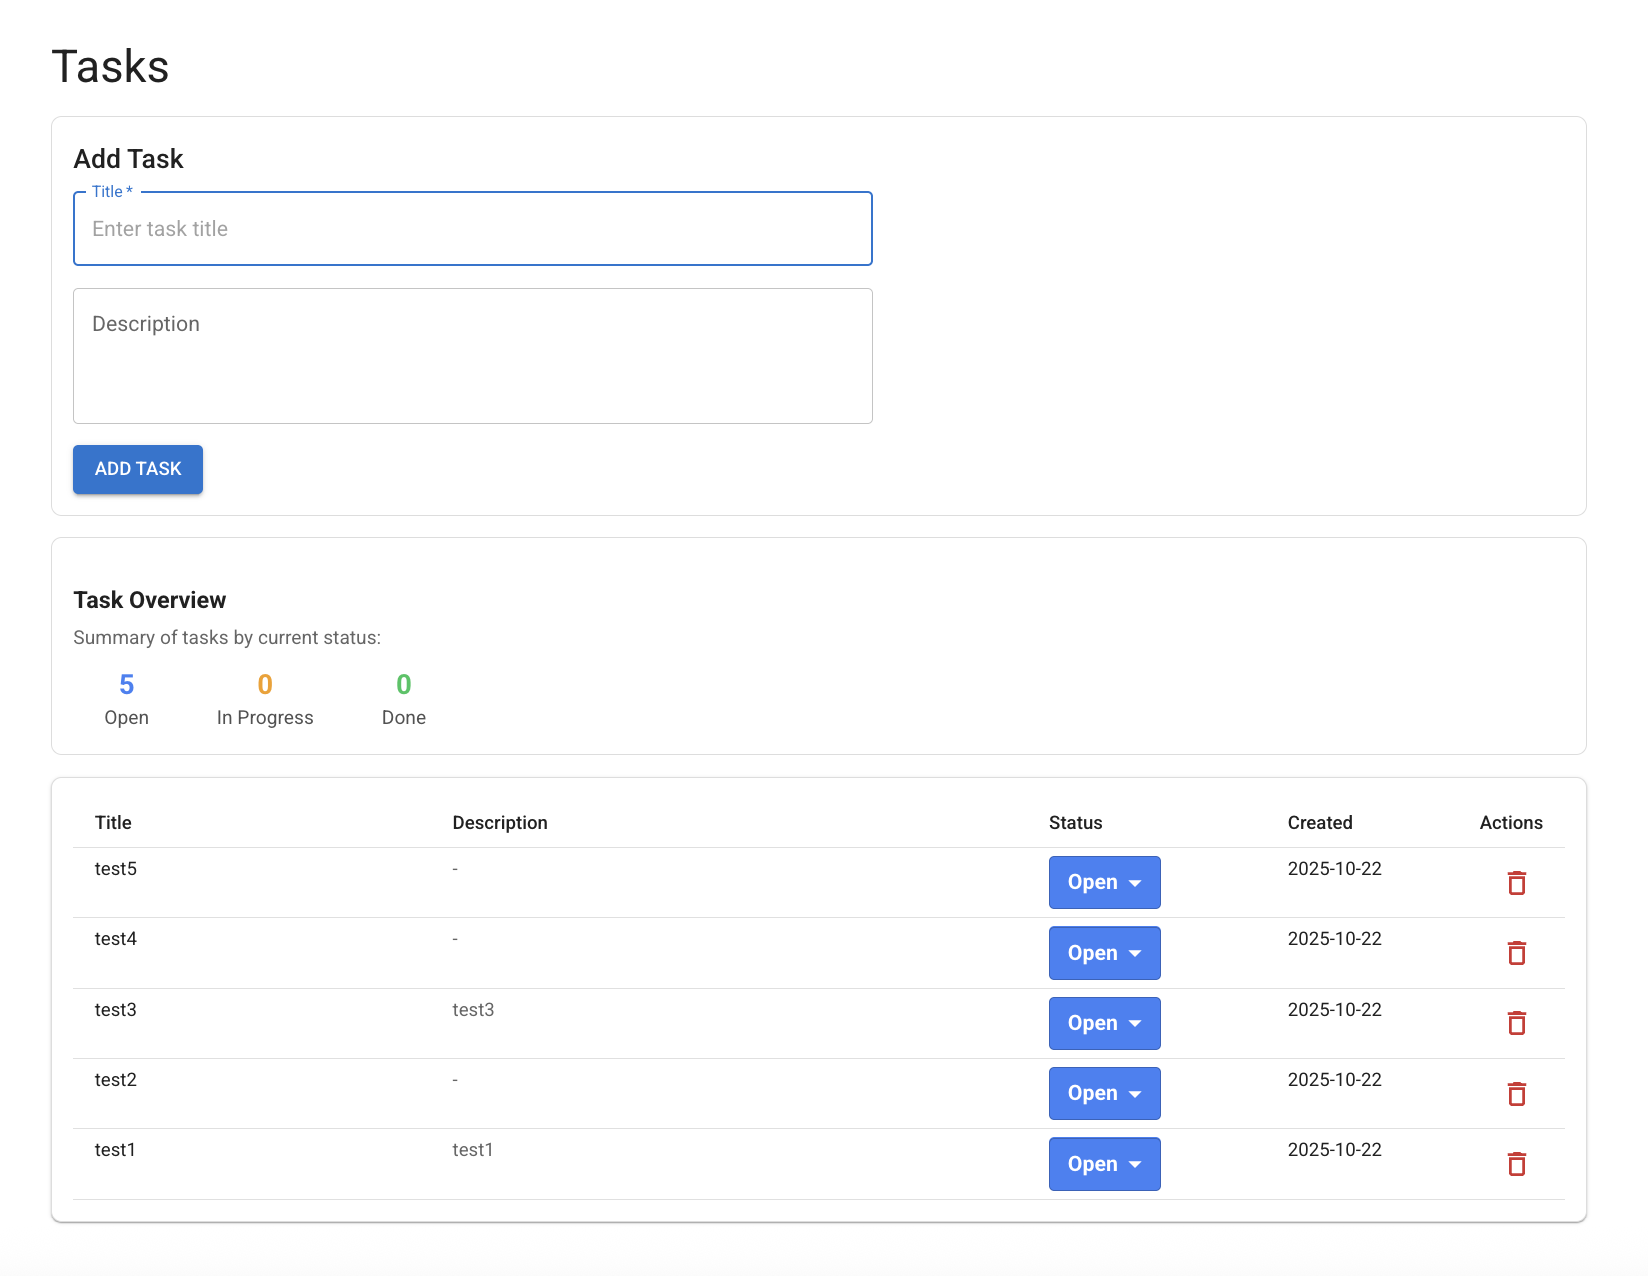 Tasks
Add Task
Title *
Enter task title
Description
ADD TASK
Task Overview
Summary of tasks by current status:
5 0 0
Open In Progress Done
Title Description Status Created Actions
test5 - Open 2025-10-22
test4 - Open 2025-10-22
test3 test3 Open 2025-10-22
test2 - Open 2025-10-22
test1 test1 Open 2025-10-22